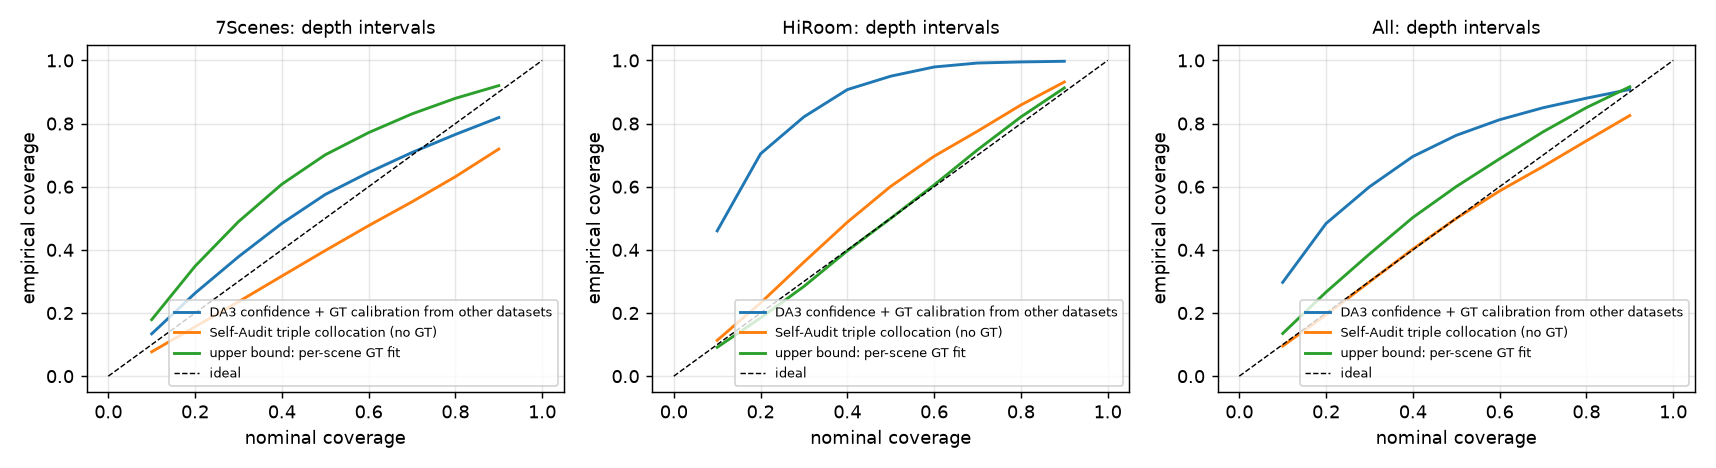 7Scenes: depth intervals
1.0
0.8
0.6
0.4
0.2
0.0
empirical coverage
DA3 confidence + GT calibration from other datasets
Self-Audit triple collocation (no GT)
upper bound: per-scene GT fit
ideal
0.0 0.2 0.4 0.6 0.8 1.0
nominal coverage
HiRoom: depth intervals
1.0
0.8
0.6
0.4
0.2
0.0
empirical coverage
DA3 confidence + GT calibration from other datasets
Self-Audit triple collocation (no GT)
upper bound: per-scene GT fit
ideal
0.0 0.2 0.4 0.6 0.8 1.0
nominal coverage
All: depth intervals
1.0
0.8
0.6
0.4
0.2
0.0
empirical coverage
DA3 confidence + GT calibration from other datasets
Self-Audit triple collocation (no GT)
upper bound: per-scene GT fit
ideal
0.0 0.2 0.4 0.6 0.8 1.0
nominal coverage